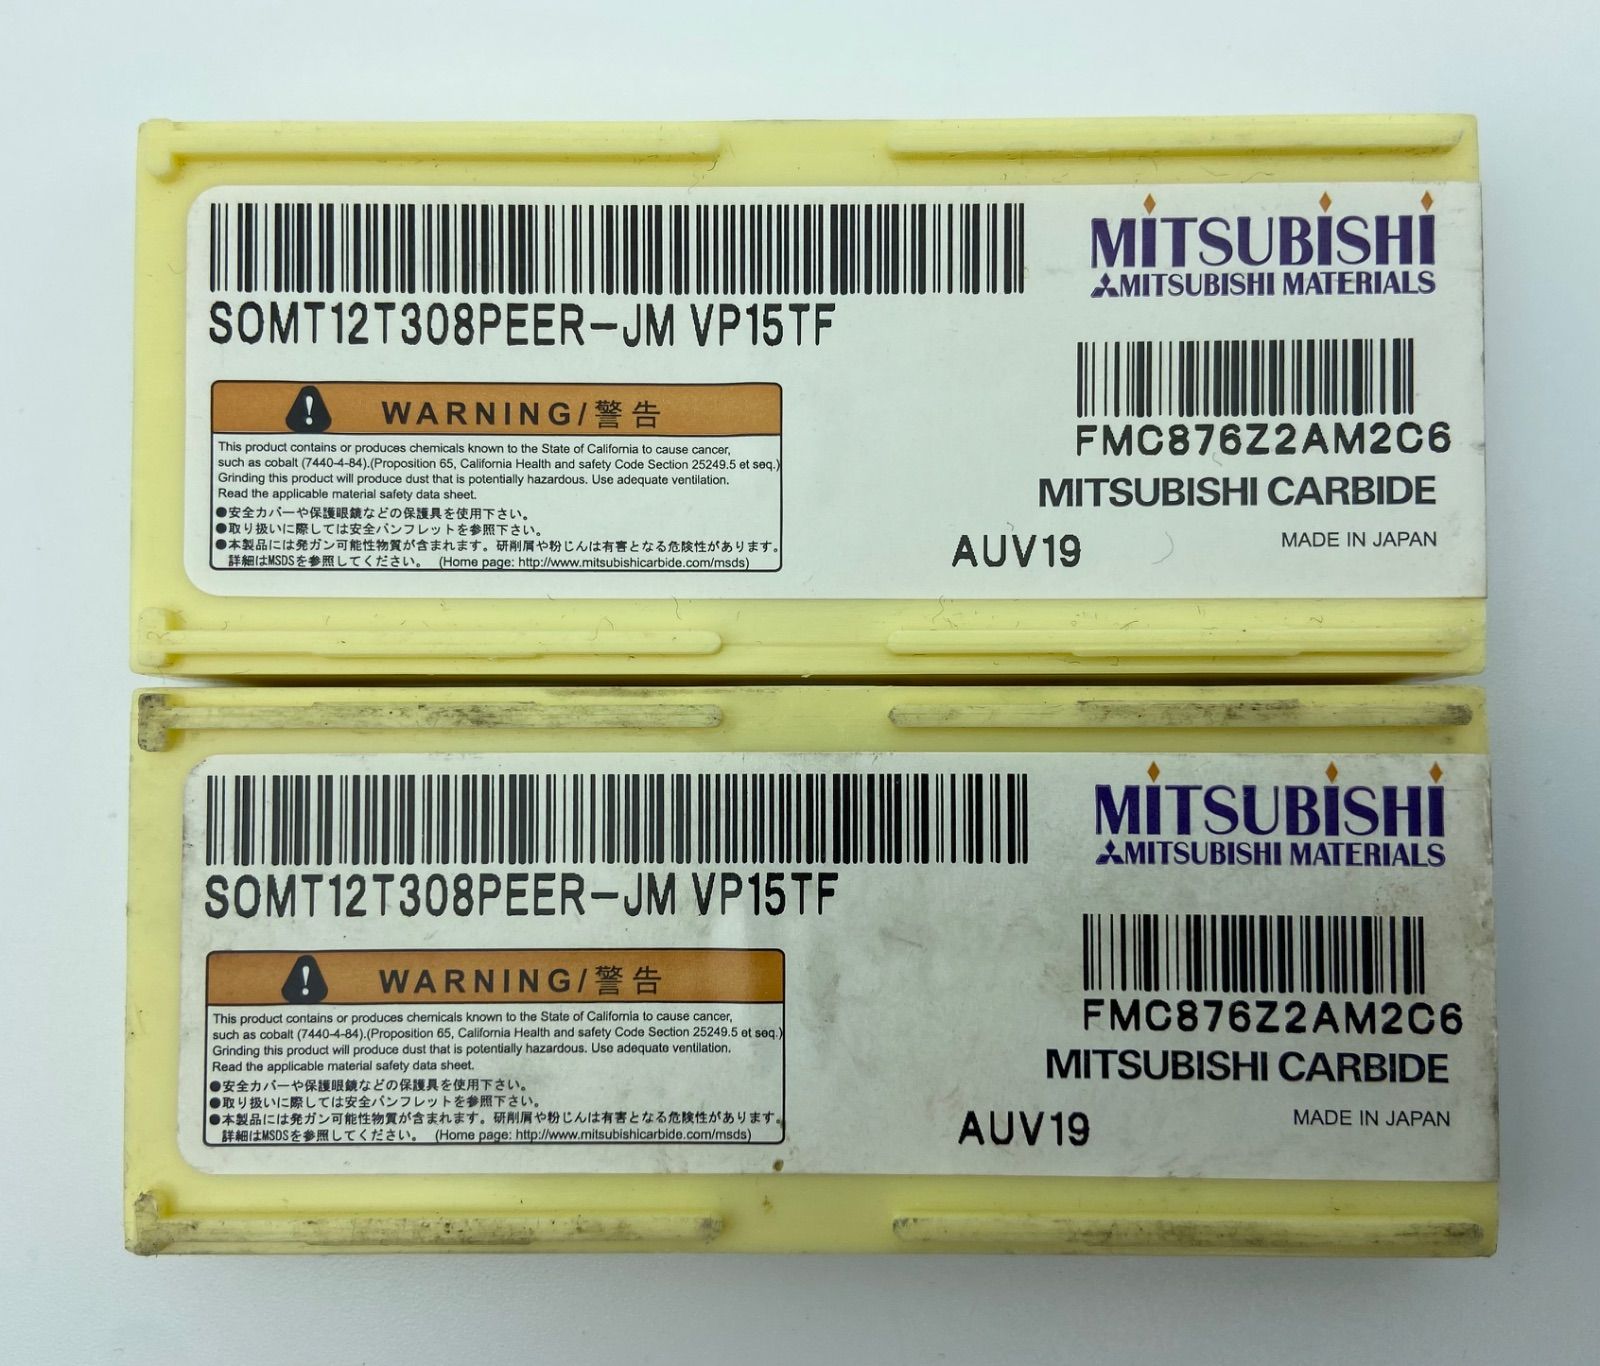 MITSUBISHI
MITSUBISHI MATERIALS
SOMT12T308PEER-JM VP15TF
WARNING/警告
This product contains or produces chemicals known to the State of California to cause cancer,
such as cobalt (7440-4-84).(Proposition 65, California Health and safety Code Section 25249.5 et seq.)
Grinding this product will produce dust that is potentially hazardous. Use adequate ventilation.
Read the applicable material safety data sheet.
●安全カバーや保護眼鏡などの保護具を使用下さい。
●取り扱いに際しては安全パンフレットを参照下さい。
●本製品には発ガン可能性物質が含まれます。研削屑や粉じんは有害となる危険性があります。
詳細はMSDSを参照してください。 (Home page: http://www.mitsubishicarbide.com/msds)
FMC876Z2AM2C6
MITSUBISHI CARBIDE
AUV19
MADE IN JAPAN
MITSUBISHI
MITSUBISHI MATERIALS
SOMT12T308PEER-JM VP15TF
WARNING/警告
This product contains or produces chemicals known to the State of California to cause cancer,
such as cobalt (7440-4-84).(Proposition 65, California Health and safety Code Section 25249.5 et seq.)
Grinding this product will produce dust that is potentially hazardous. Use adequate ventilation.
Read the applicable material safety data sheet.
●安全カバーや保護眼鏡などの保護具を使用下さい。
●取り扱いに際しては安全パンフレットを参照下さい。
●本製品には発ガン可能性物質が含まれます。研削屑や粉じんは有害となる危険性があります。
詳細はMSDSを参照してください。 (Home page: http://www.mitsubishicarbide.com/msds)
FMC876Z2AM2C6
MITSUBISHI CARBIDE
AUV19
MADE IN JAPAN